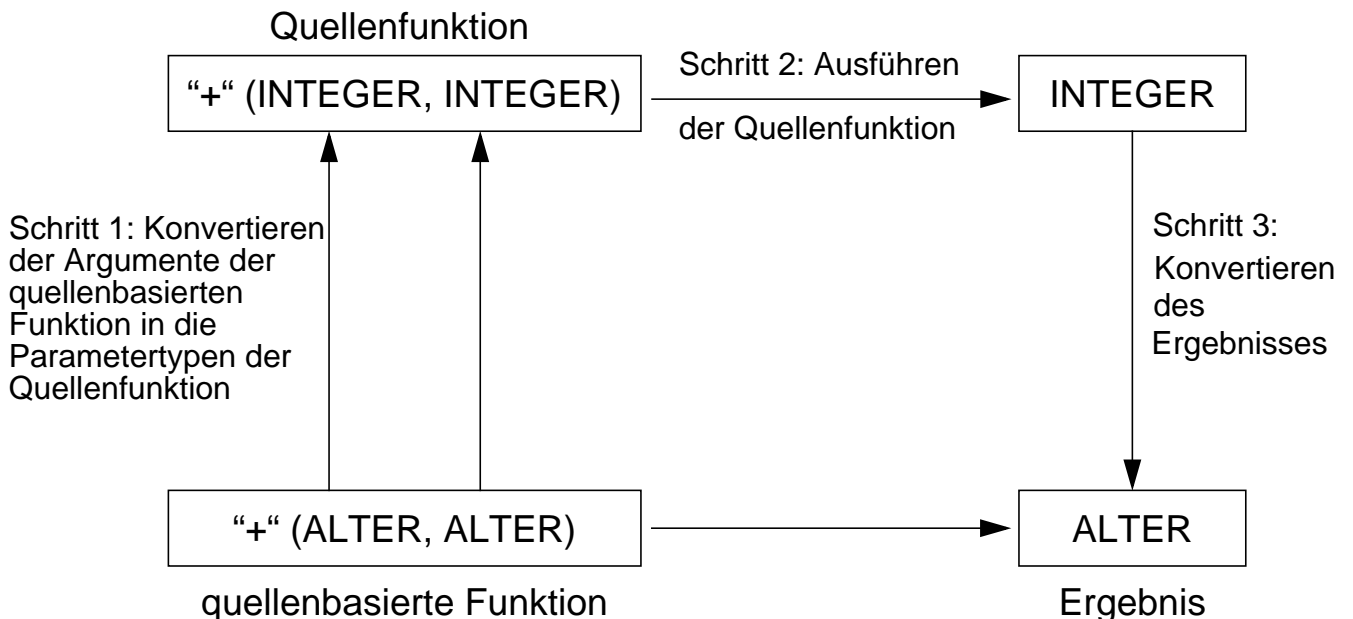 Quellenfunktion
“+“ (INTEGER, INTEGER)
Schritt 2: Ausführen
der Quellenfunktion
INTEGER
Schritt 1: Konvertieren
der Argumente der
quellenbasierten
Funktion in die
Parametertypen der
Quellenfunktion
Schritt 3:
Konvertieren
des
Ergebnisses
“+“ (ALTER, ALTER)
ALTER
quellenbasierte Funktion
Ergebnis